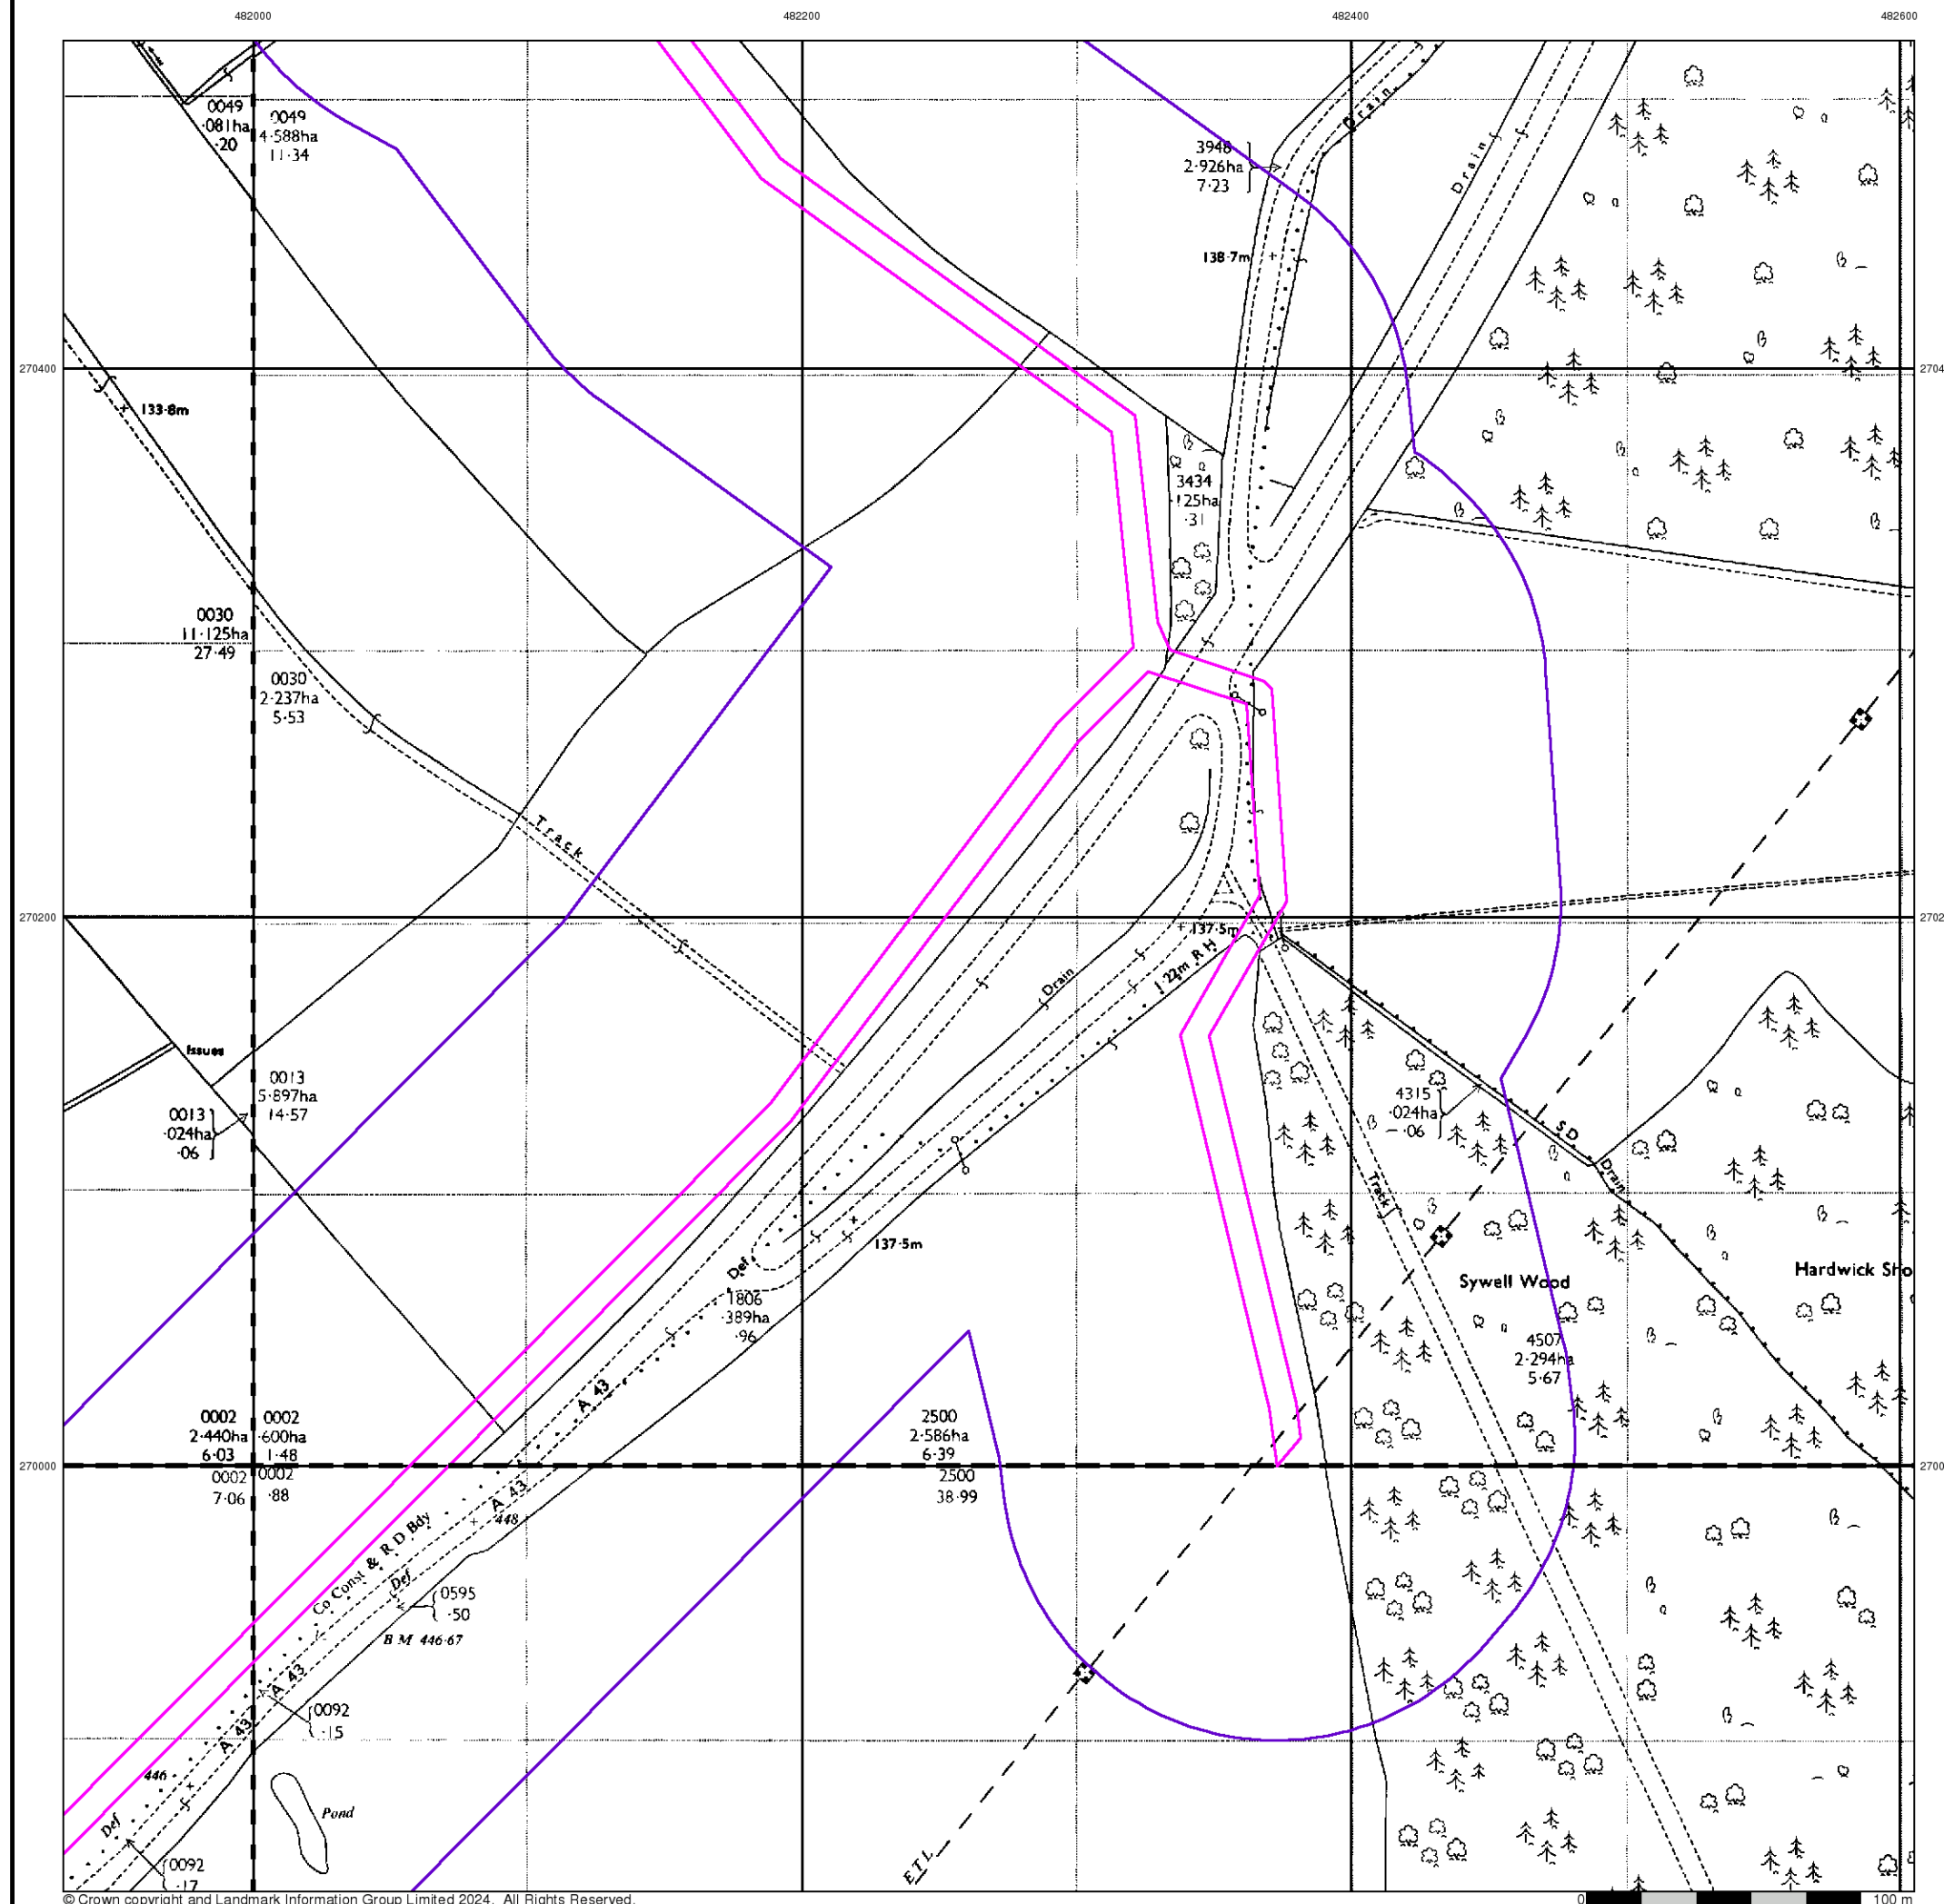 482000
482200
482400
482600
Drain
Drain
0049
·081ha
·20
0049
4·588ha
11·34
3948
2·926ha
7·23
138·7m
270400
2704
133·8m
3434
·125ha
·31
0030
11·125ha
27·49
0030
2·237ha
5·53
Track
270200
2702
137·5m
1·22m R H
Drain
Issues
0013
5·897ha
14·57
0013
·024ha
·06
4315
·024ha
·06
S D
Drain
Track
137·5m
Def
1806
·389ha
·96
Sywell Wood
Hardwick Sho
4507
2·294ha
5·67
A 43
0002
2·440ha
6·03
0002
·600ha
1·48
2500
2·586ha
6·39
270000
2700
0002
7·06
0002
·88
2500
38·99
A 43
448
Co Const & R D Bdy
Def
0595
·50
B M 446·67
A 43
0092
·15
A 43
446
Pond
Def
0092
·17
E T L
© Crown copyright and Landmark Information Group Limited 2024. All Rights Reserved.
0
100 m